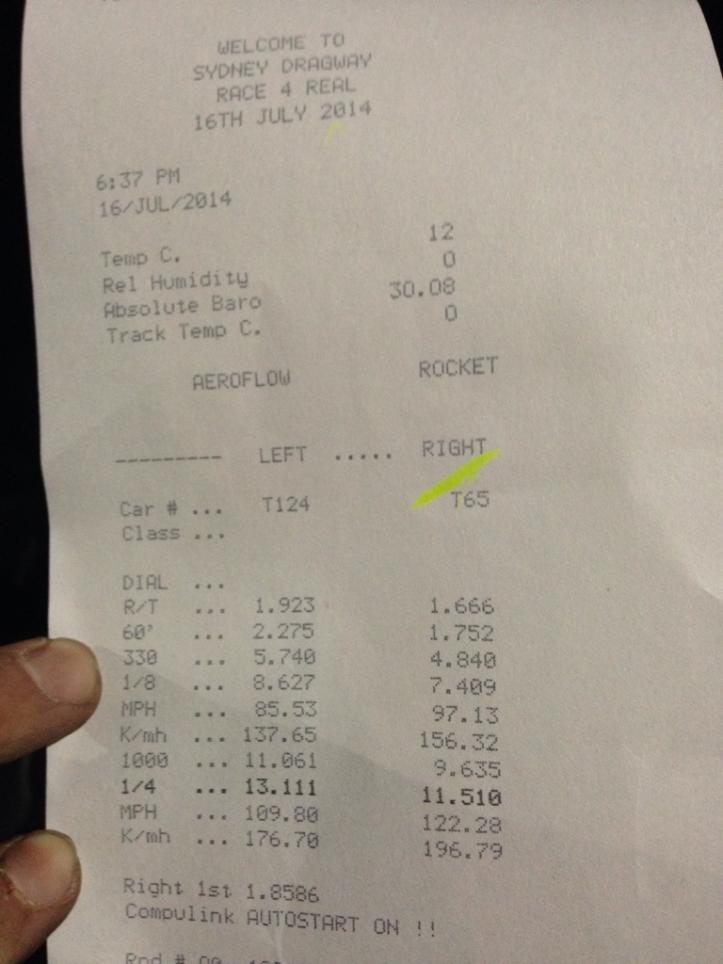 WELCOME TO
SYDNEY DRAGWAY
RACE 4 REAL
16TH JULY 2014
6:37 PM
16/JUL/2014
Temp C. 12
Rel Humidity 0
Absolute Baro 30.08
Track Temp C. 0
AEROFLOW ROCKET
--------- LEFT ..... RIGHT
Car # ... T124 T65
Class ...
DIAL ...
R/T ... 1.923 1.666
60' ... 2.275 1.752
330 ... 5.740 4.840
1/8 ... 8.627 7.409
MPH ... 85.53 97.13
K/mh ... 137.65 156.32
1000 ... 11.061 9.635
1/4 ... 13.111 11.510
MPH ... 109.80 122.28
K/mh ... 176.70 196.79
Right 1st 1.8586
Compulink AUTOSTART ON !!
Rnd #